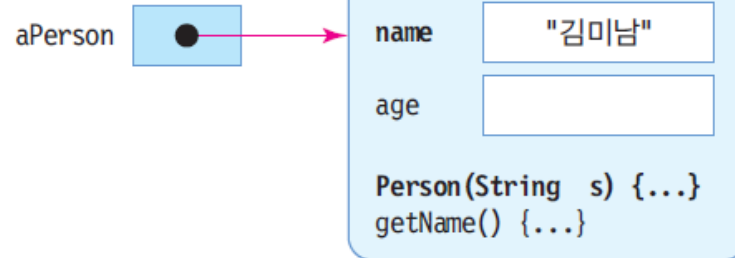 aPerson
name "김미남"
age
Person(String s) {...}
getName() {...}